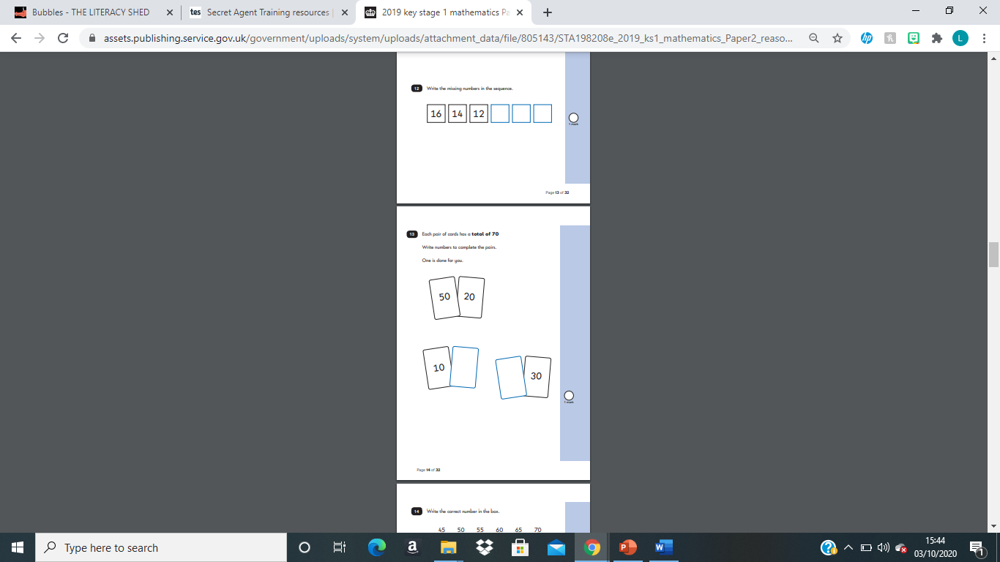 Bubbles - THE LITERACY SHED
tes Secret Agent Training resources
2019 key stage 1 mathematics Pa
assets.publishing.service.gov.uk/government/uploads/system/uploads/attachment_data/file/805143/STA198208e_2019_ks1_mathematics_Paper2_reaso...
L
12 Write the missing numbers in the sequence.
16 14 12
1 mark
Page 13 of 32
13 Each pair of cards has a total of 70
Write numbers to complete the pairs.
One is done for you.
50 20
10
30
1 mark
Page 14 of 32
14 Write the correct number in the box.
45 50 55 60 65 70
Type here to search
15:44
03/10/2020
1